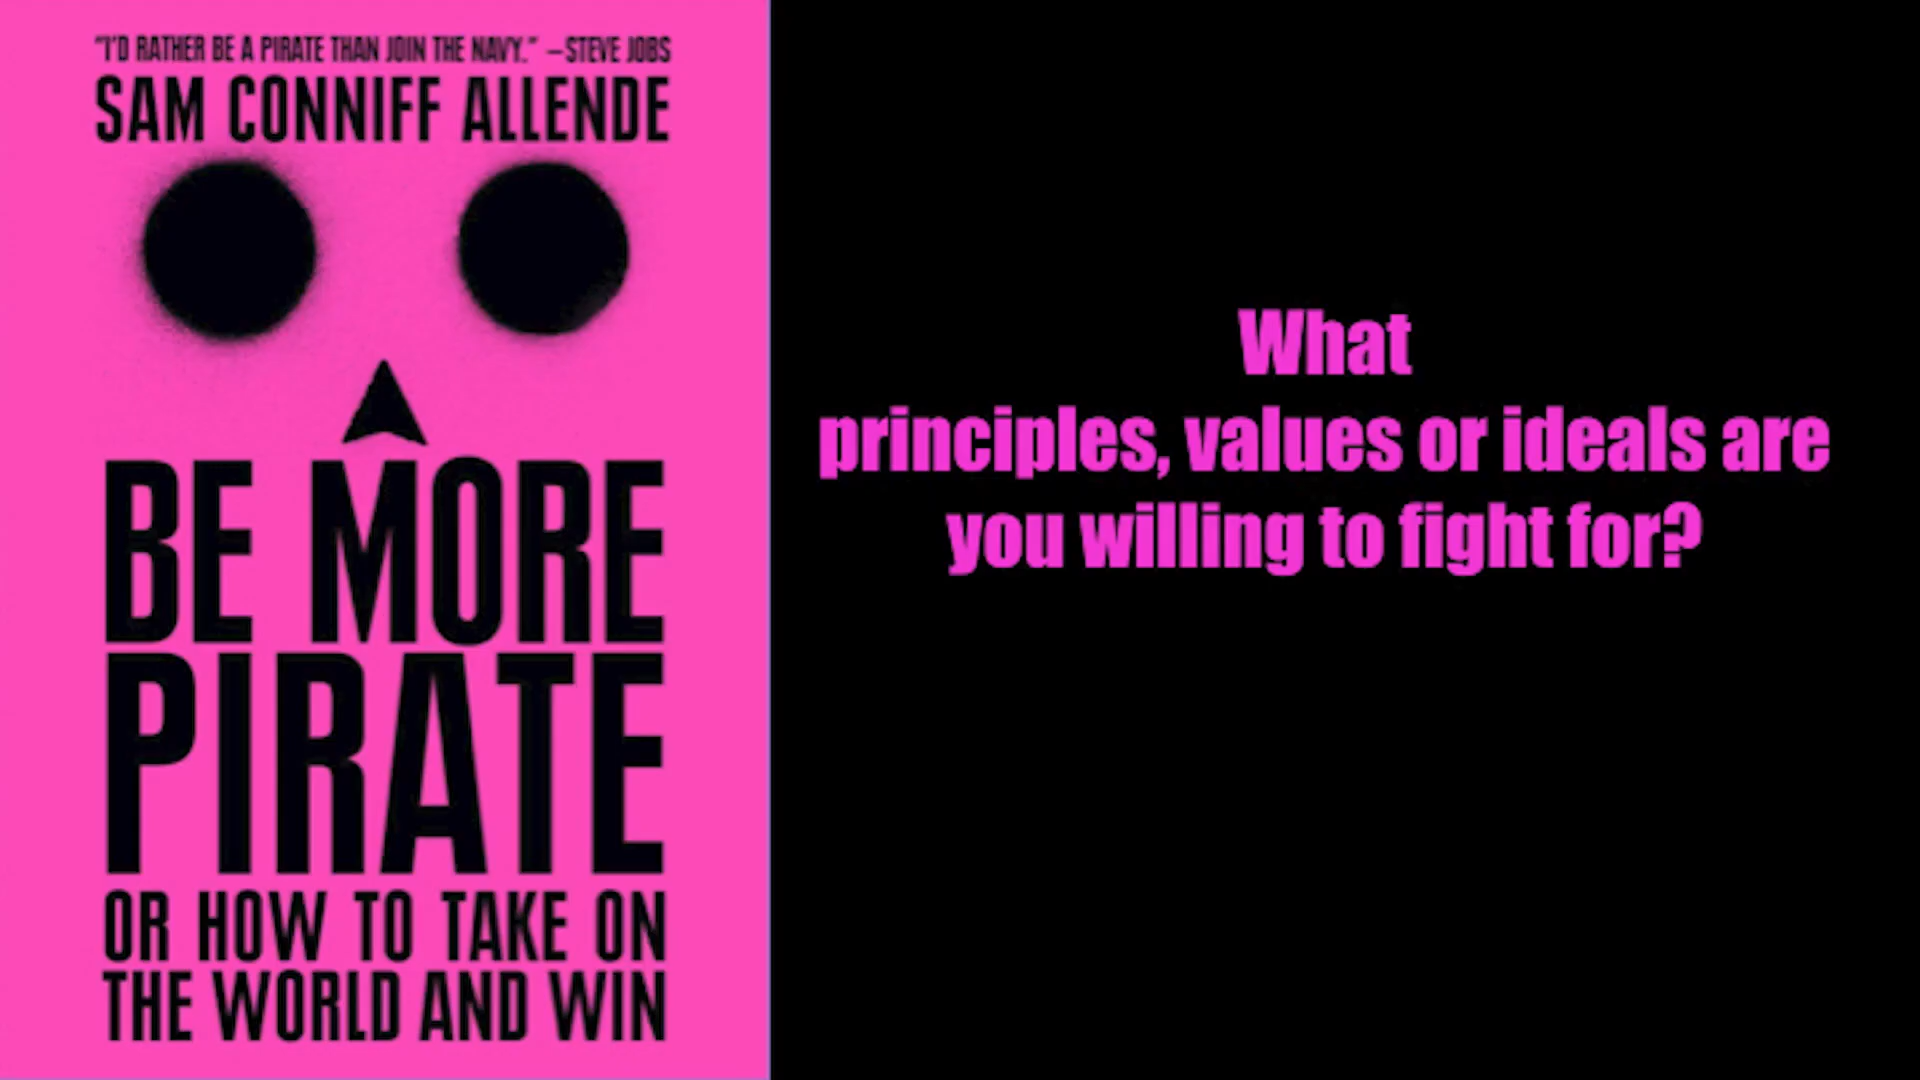 "I'D RATHER BE A PIRATE THAN JOIN THE NAVY." —STEVE JOBS
SAM CONNIFF ALLENDE
BE MORE
PIRATE
OR HOW TO TAKE ON
THE WORLD AND WIN
What
principles, values or ideals are
you willing to fight for?